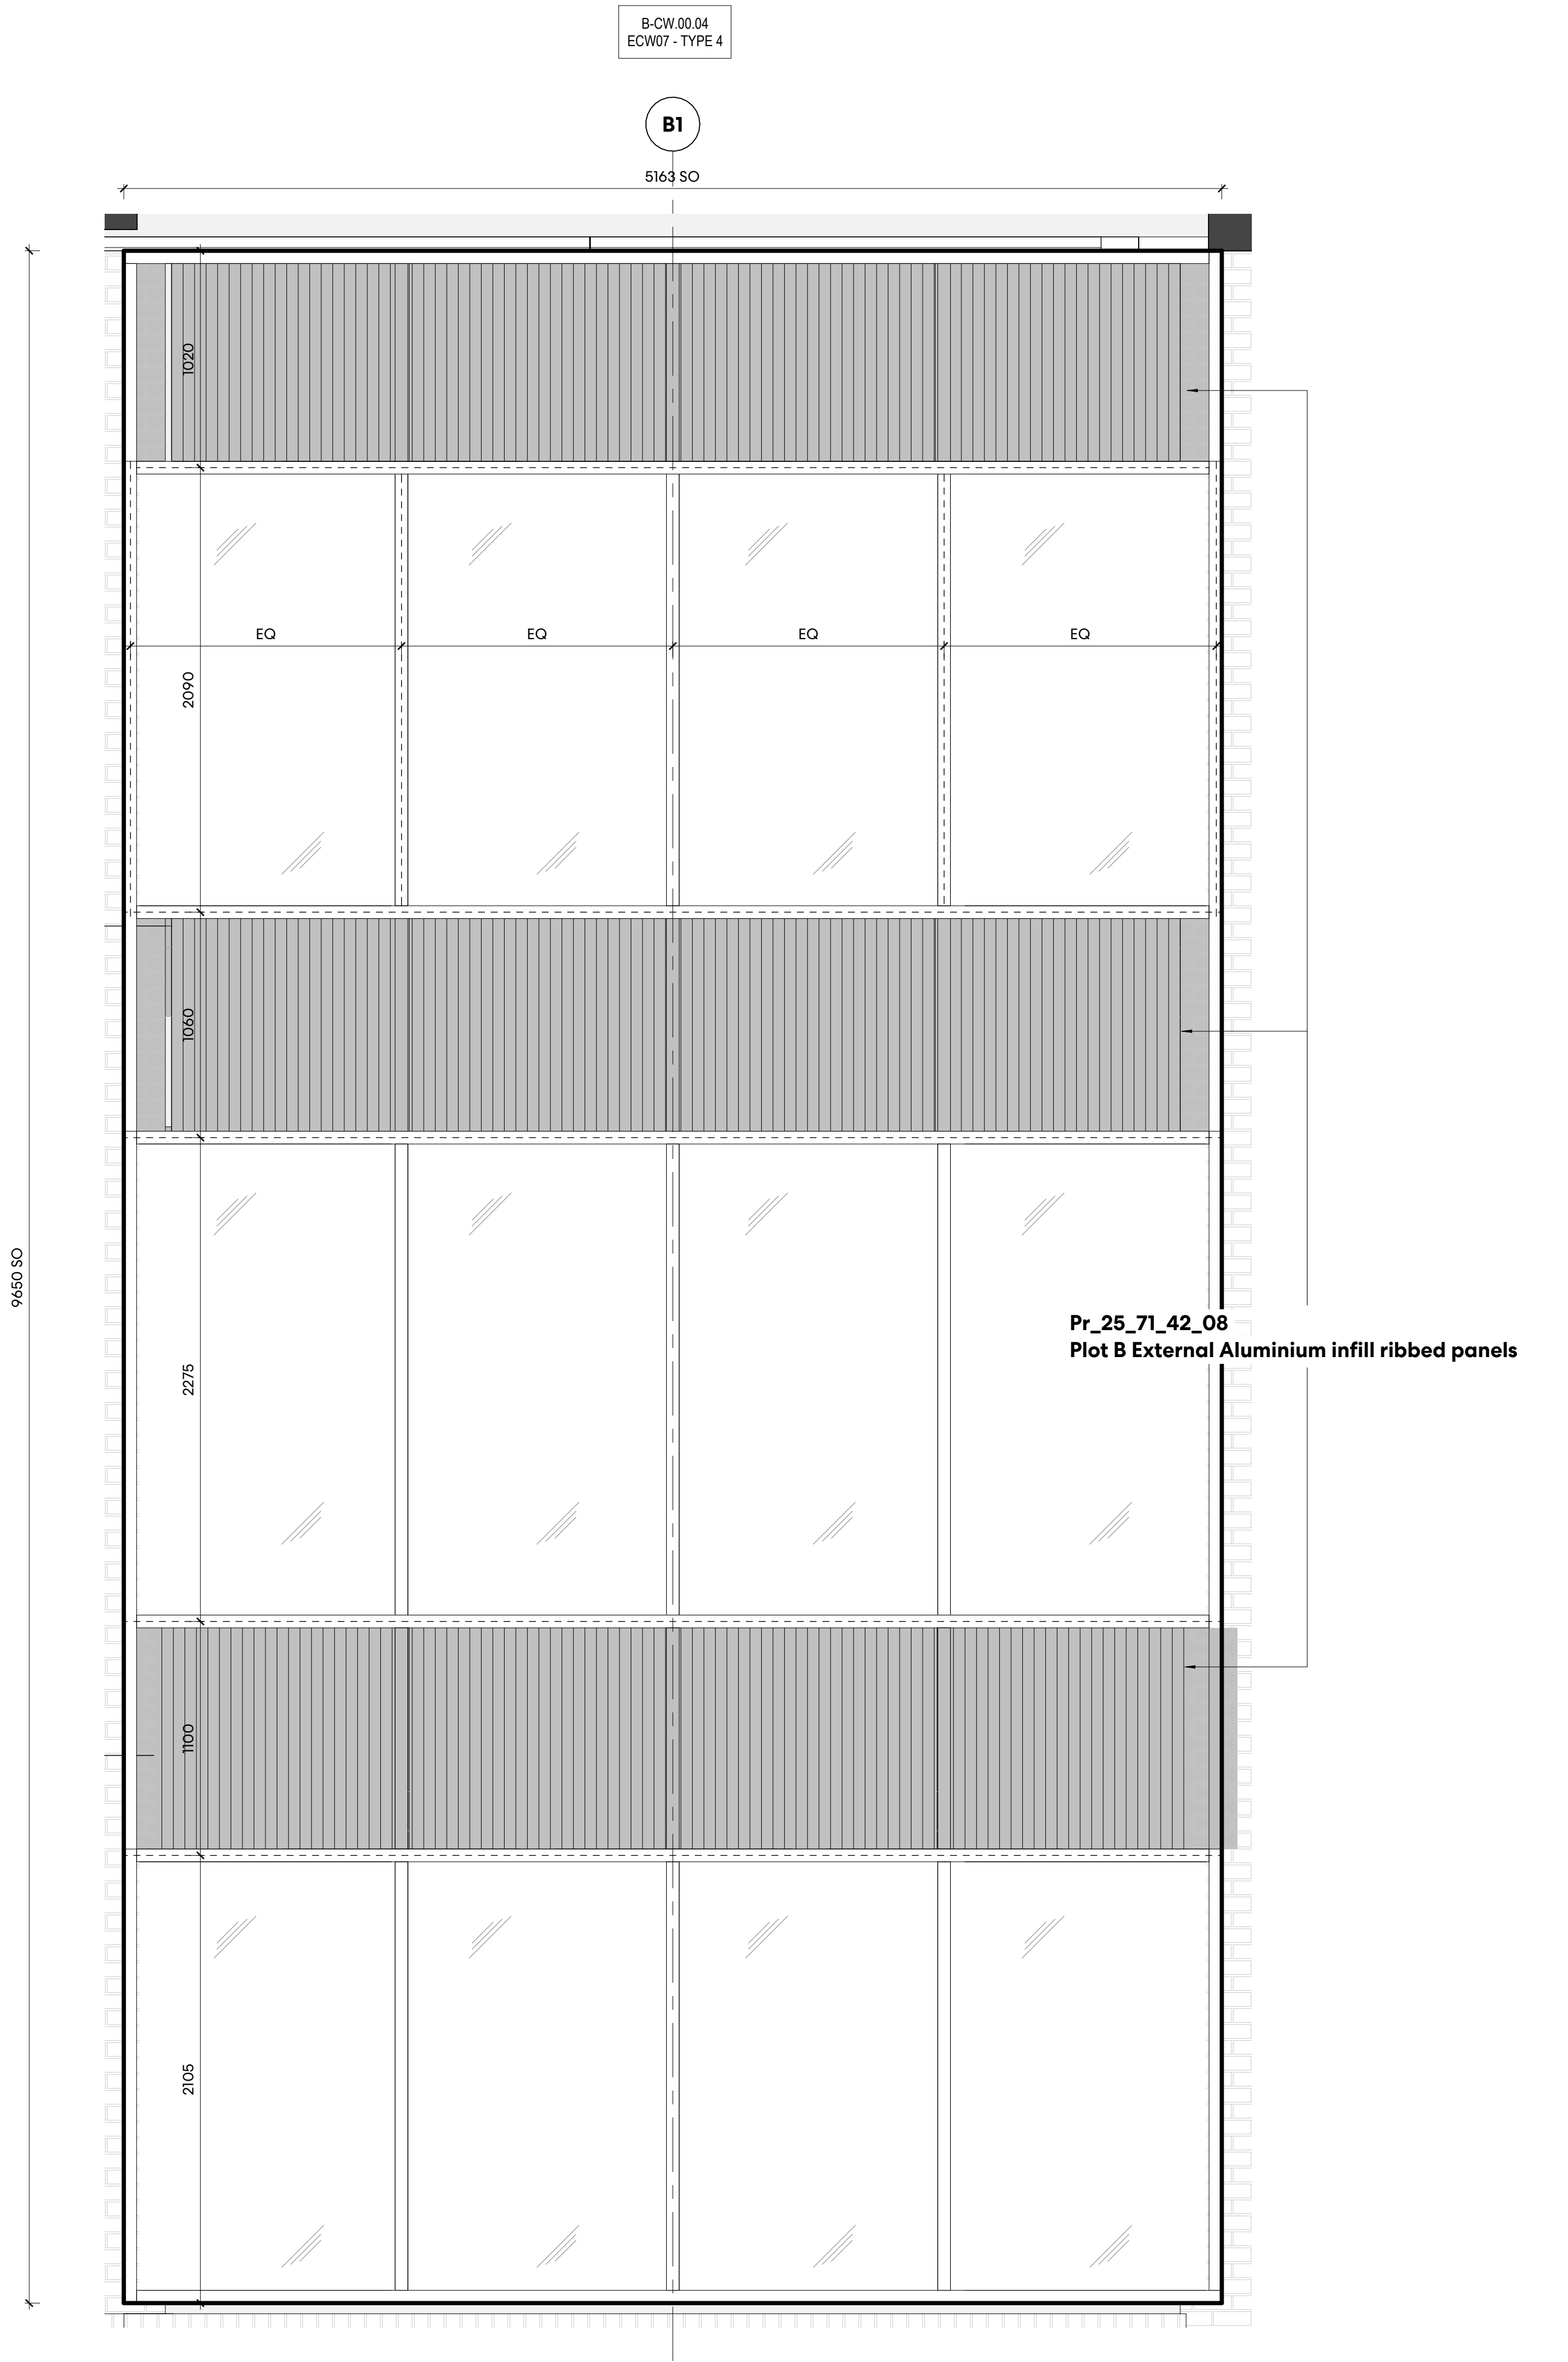 B-CW.00.04
ECW07 - TYPE 4
B1
5163 SO
1020
EQ EQ EQ EQ
2090
1060
9650 SO
Pr_25_71_42_08
Plot B External Aluminium infill ribbed panels
2275
1100
2105